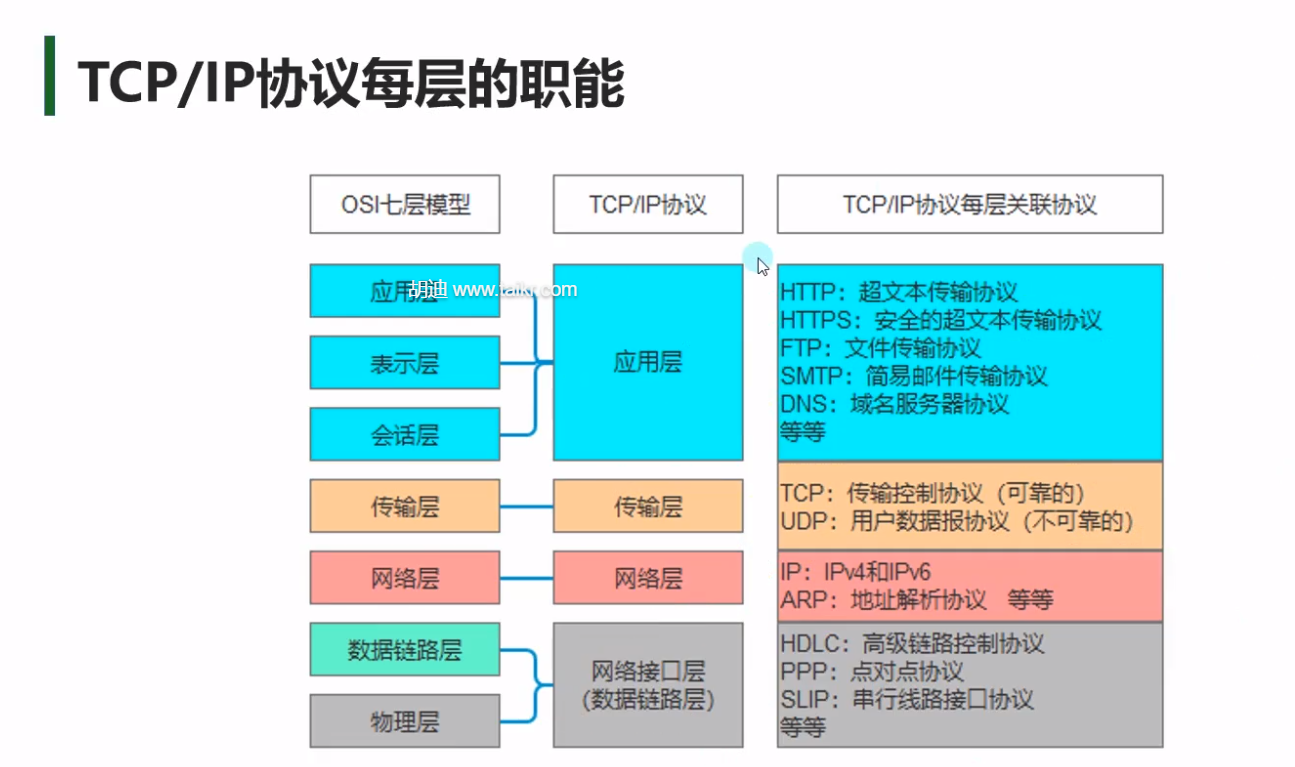 TCP/IP协议每层的职能
OSI七层模型
TCP/IP协议
TCP/IP协议每层关联协议
应用层
胡迪 www.taikr.com
表示层
会话层
传输层
网络层
数据链路层
物理层
应用层
传输层
网络层
网络接口层
(数据链路层)
HTTP：超文本传输协议
HTTPS：安全的超文本传输协议
FTP：文件传输协议
SMTP：简易邮件传输协议
DNS：域名服务器协议
等等
TCP：传输控制协议（可靠的）
UDP：用户数据报协议（不可靠的）
IP：IPv4和IPv6
ARP：地址解析协议　等等
HDLC：高级链路控制协议
PPP：点对点协议
SLIP：串行线路接口协议
等等